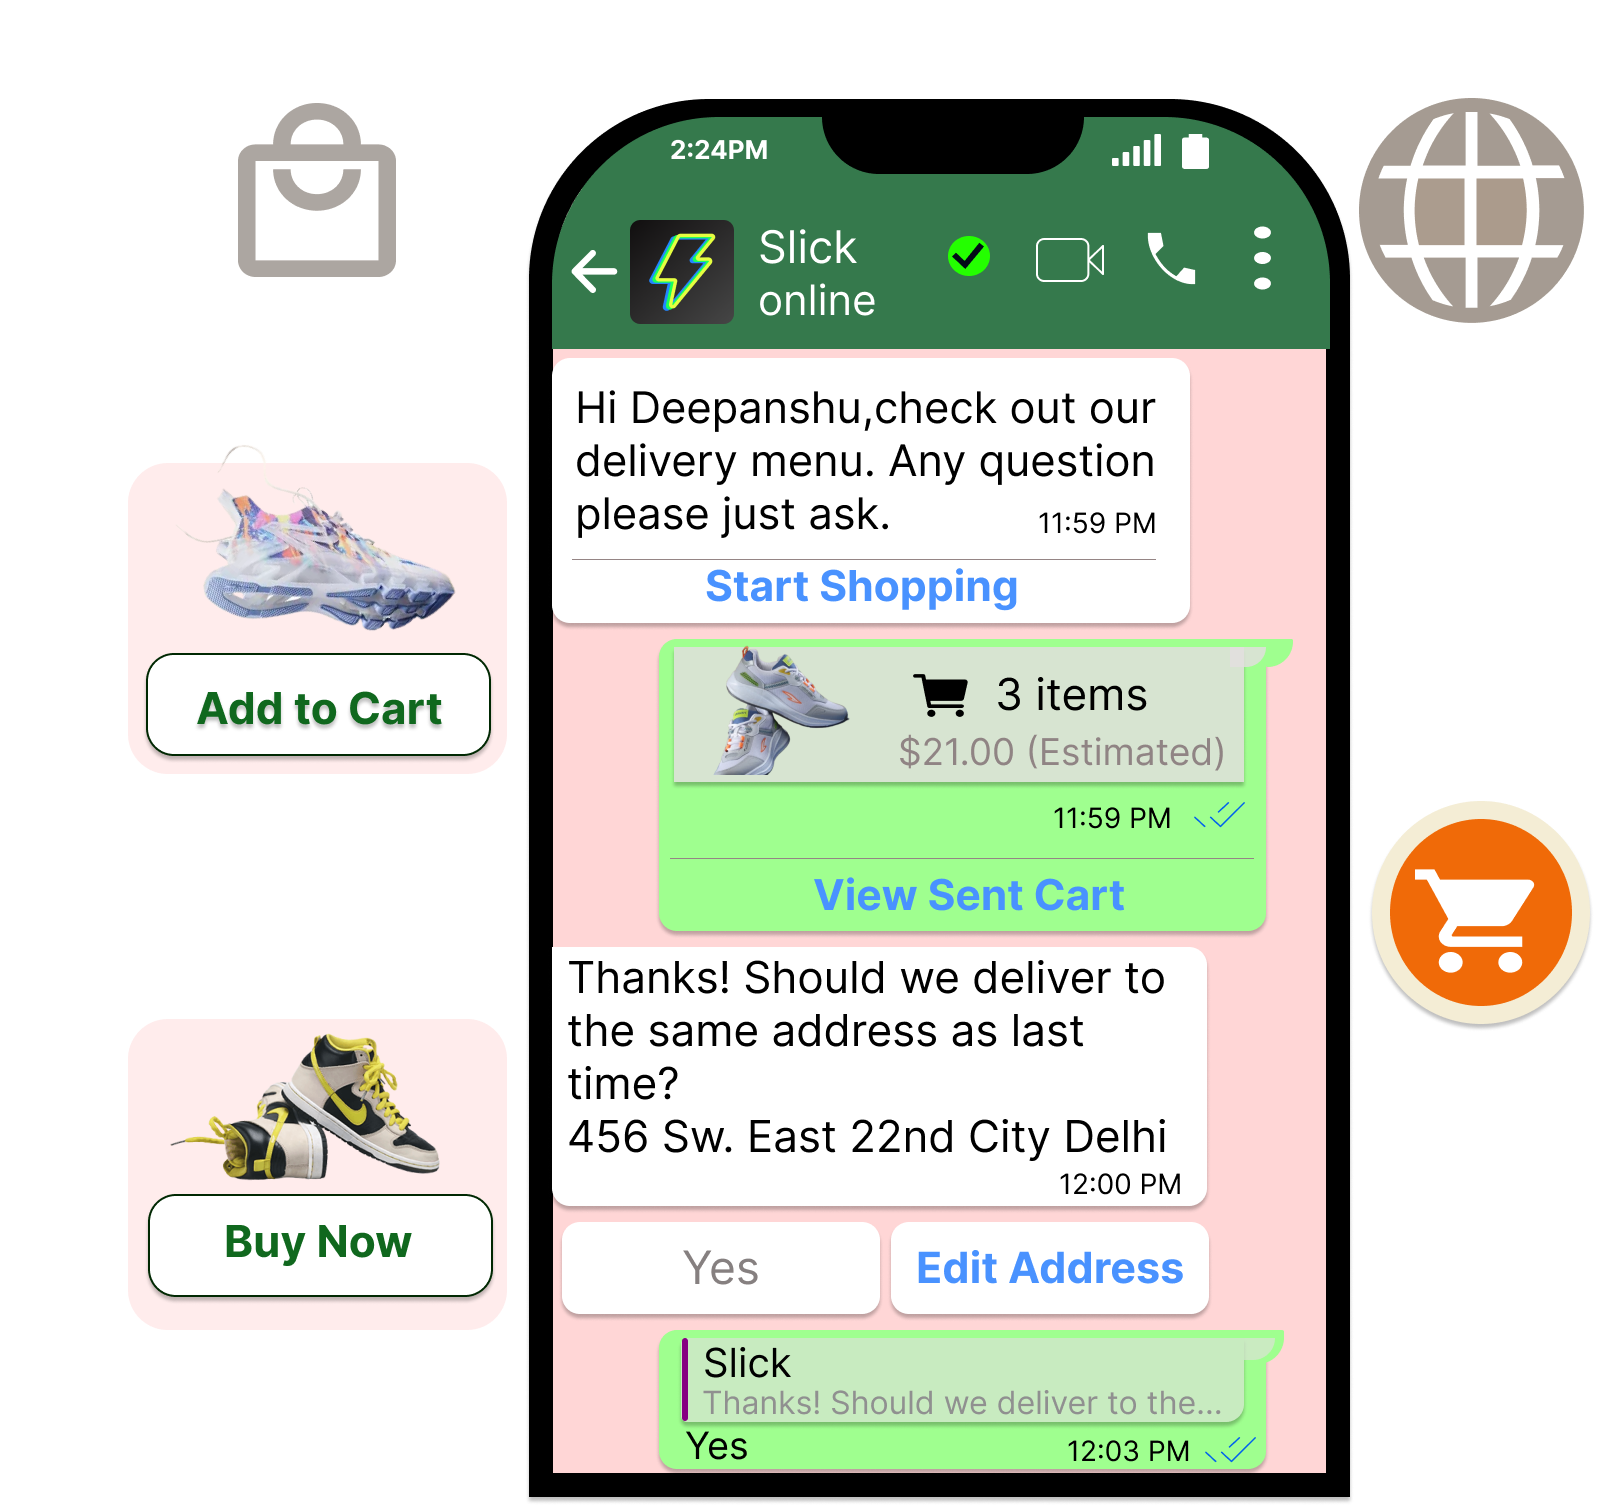 2:24PM
Slick
online
Hi Deepanshu,check out our
delivery menu. Any question
please just ask.
11:59 PM
Start Shopping
3 items
$21.00 (Estimated)
11:59 PM
View Sent Cart
Thanks! Should we deliver to
the same address as last
time?
456 Sw. East 22nd City Delhi
12:00 PM
Yes
Edit Address
Slick
Thanks! Should we deliver to the...
Yes
12:03 PM
Add to Cart
Buy Now